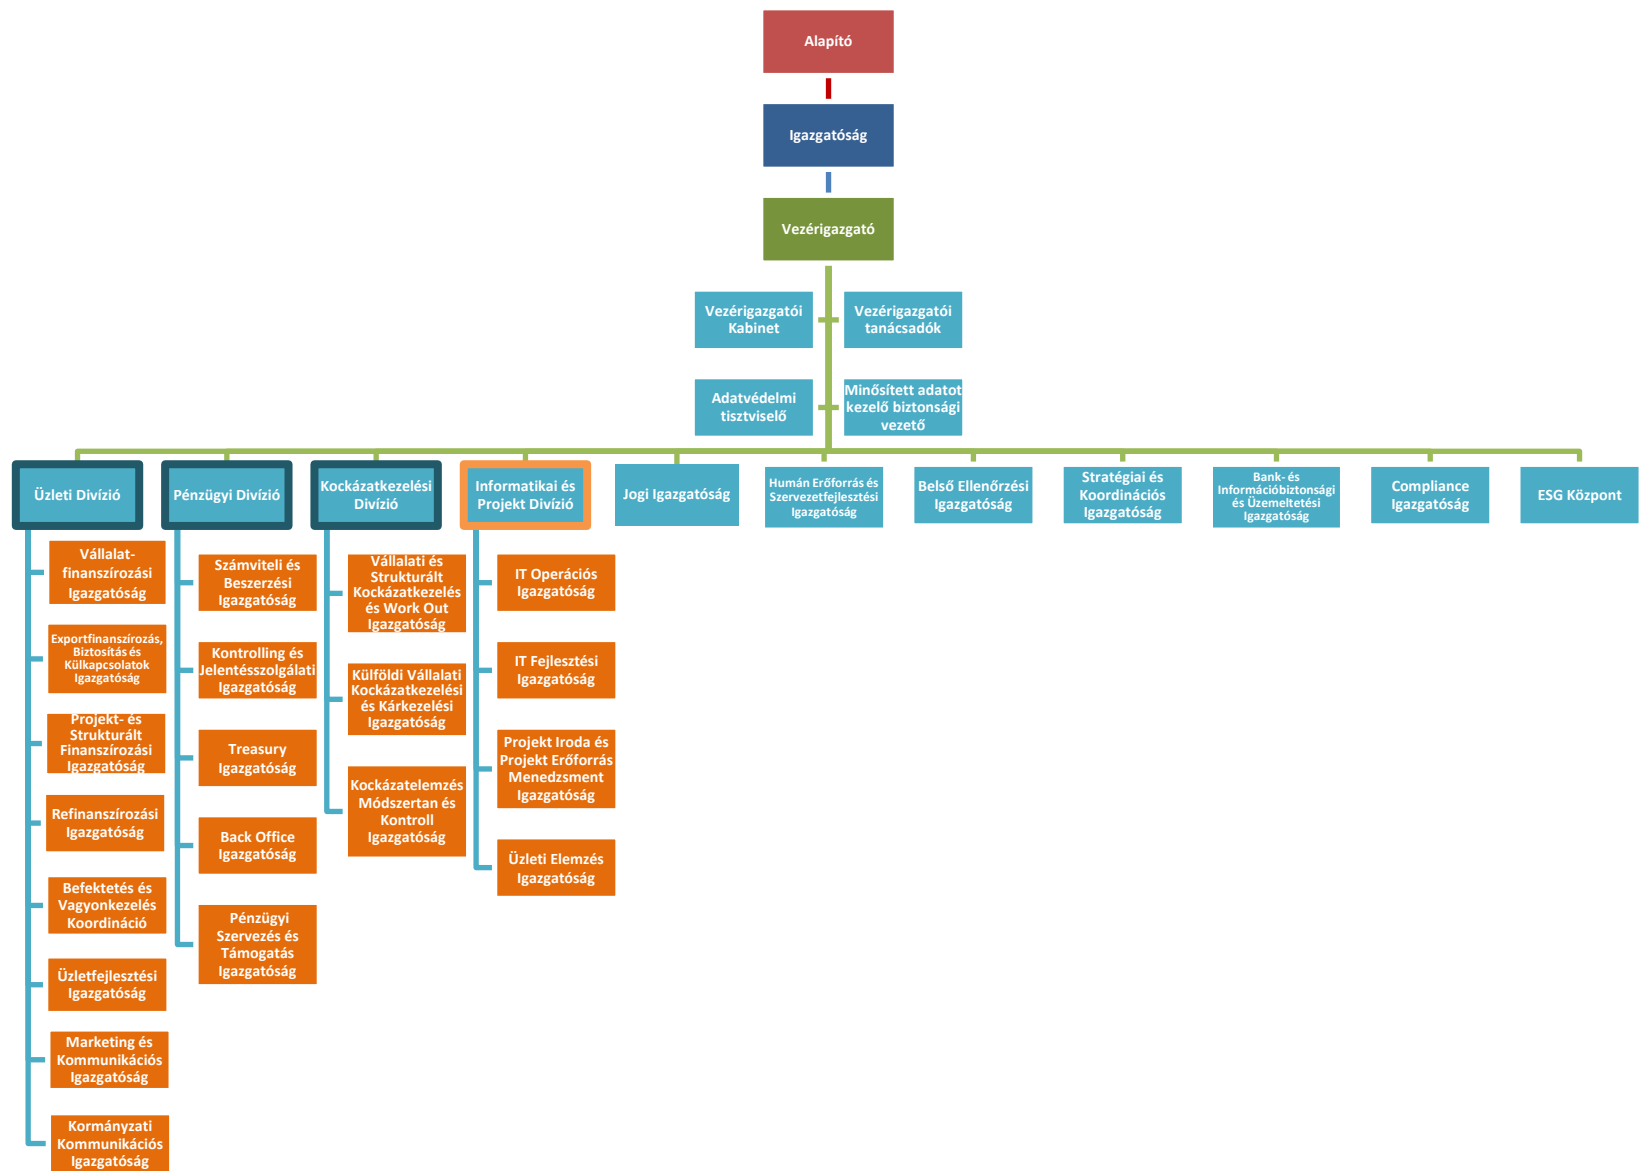 Alapító
Igazgatóság
Vezérigazgató
Vezérigazgatói
Kabinet
Vezérigazgatói
tanácsadók
Adatvédelmi
tisztviselő
Minősített adatot
kezelő biztonsági
vezető
Üzleti Divízió
Pénzügyi Divízió
Kockázatkezelési
Divízió
Informatikai és
Projekt Divízió
Jogi Igazgatóság
Humán Erőforrás és
Szervezetfejlesztési
Igazgatóság
Belső Ellenőrzési
Igazgatóság
Stratégiai és
Koordinációs
Igazgatóság
Bank- és
Információbiztonsági
és Üzemeltetési
Igazgatóság
Compliance
Igazgatóság
ESG Központ
Vállalat-
finanszírozási
Igazgatóság
Exportfinanszírozás,
Biztosítás és
Külkapcsolatok
Igazgatóság
Projekt- és
Strukturált
Finanszírozási
Igazgatóság
Refinanszírozási
Igazgatóság
Befektetés és
Vagyonkezelés
Koordináció
Üzletfejlesztési
Igazgatóság
Marketing és
Kommunikációs
Igazgatóság
Kormányzati
Kommunikációs
Igazgatóság
Számviteli és
Beszerzési
Igazgatóság
Kontrolling és
Jelentésszolgálati
Igazgatóság
Treasury
Igazgatóság
Back Office
Igazgatóság
Pénzügyi
Szervezés és
Támogatás
Igazgatóság
Vállalati és
Strukturált
Kockázatkezelés
és Work Out
Igazgatóság
Külföldi Vállalati
Kockázatkezelési
és Kárkezelési
Igazgatóság
Kockázatelemzés
Módszertan és
Kontroll
Igazgatóság
IT Operációs
Igazgatóság
IT Fejlesztési
Igazgatóság
Projekt Iroda és
Projekt Erőforrás
Menedzsment
Igazgatóság
Üzleti Elemzés
Igazgatóság